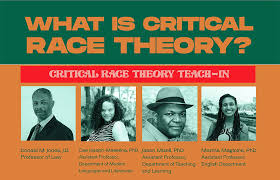 WHAT IS CRITICAL
RACE THEORY?
CRITICAL RACE THEORY TEACH-IN
Donald M. Jones, JD
Professor of Law
PhD
Assistant Professor,
Department of Modern
Languages and Literatures
Jason Mizell, PhD
Assistant Professor,
Department of Teaching
and Learning
PhD
Assistant Professor,
English Department